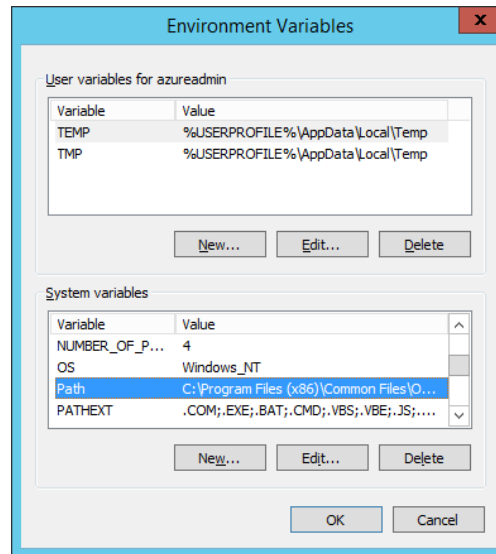 Environment Variables
x
User variables for azureadmin
Variable Value
TEMP %USERPROFILE%\AppData\Local\Temp
TMP %USERPROFILE%\AppData\Local\Temp
New... Edit... Delete
System variables
Variable Value
NUMBER_OF_P... 4
OS Windows_NT
Path C:\Program Files (x86)\Common Files\O...
PATHEXT .COM;.EXE;.BAT;.CMD;.VBS;.VBE;.JS;....
New... Edit... Delete
OK Cancel